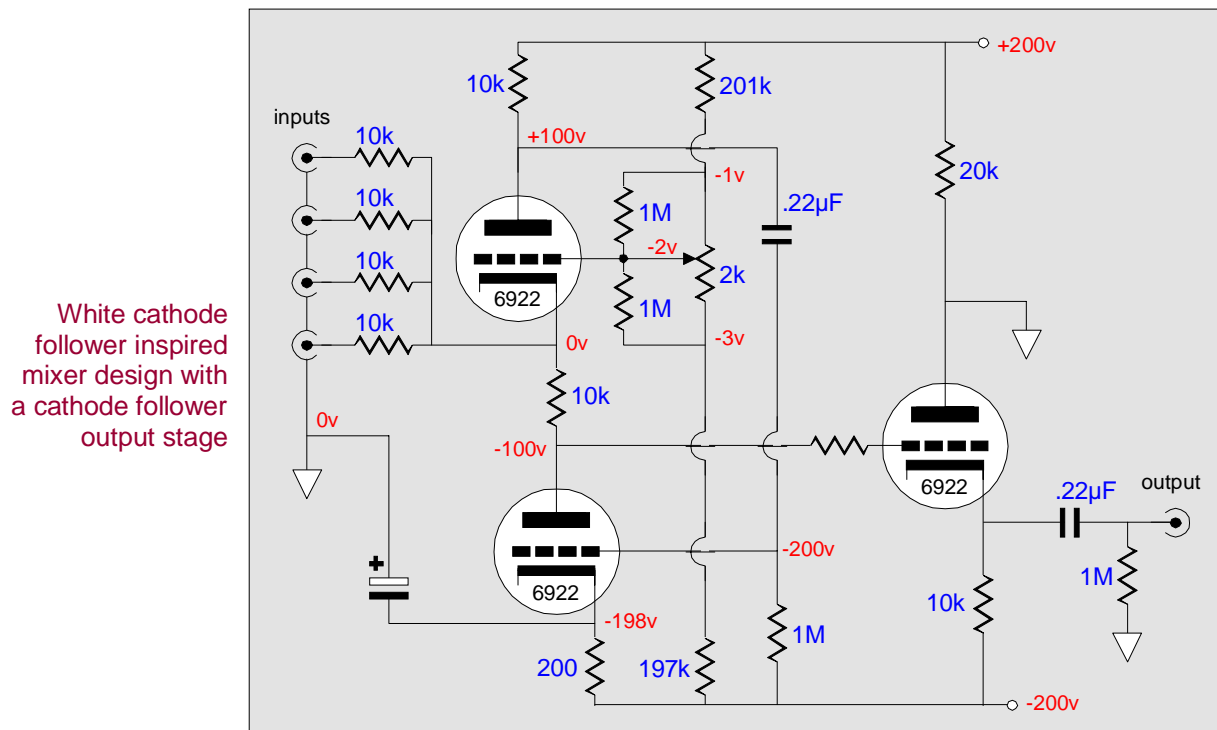 White cathode
follower inspired
mixer design with
a cathode follower
output stage
inputs
10k
10k
10k
10k
0v
10k
+100v
201k
+200v
-1v
1M
-2v
1M
2k
-3v
.22µF
20k
6922
0v
10k
-100v
6922
-200v
-198v
200
197k
1M
6922
.22µF
output
10k
1M
-200v
+